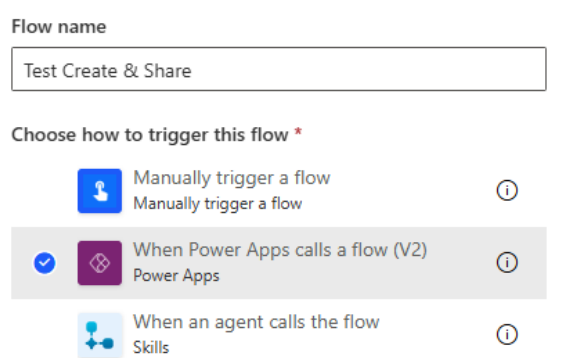 Flow name
Test Create & Share
Choose how to trigger this flow *
Manually trigger a flow
Manually trigger a flow
When Power Apps calls a flow (V2)
Power Apps
When an agent calls the flow
Skills